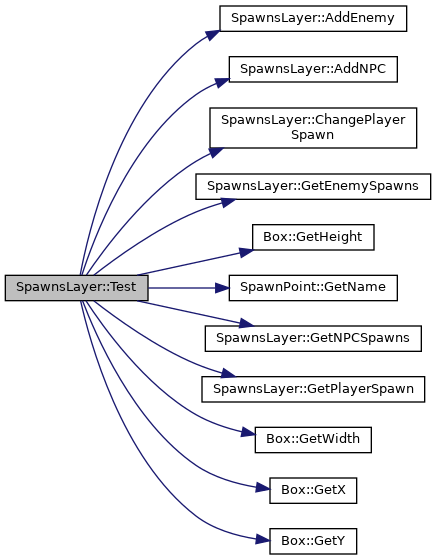 SpawnsLayer::AddEnemy
SpawnsLayer::AddNPC
SpawnsLayer::ChangePlayer
Spawn
SpawnsLayer::GetEnemySpawns
Box::GetHeight
SpawnsLayer::Test
SpawnPoint::GetName
SpawnsLayer::GetNPCSpawns
SpawnsLayer::GetPlayerSpawn
Box::GetWidth
Box::GetX
Box::GetY